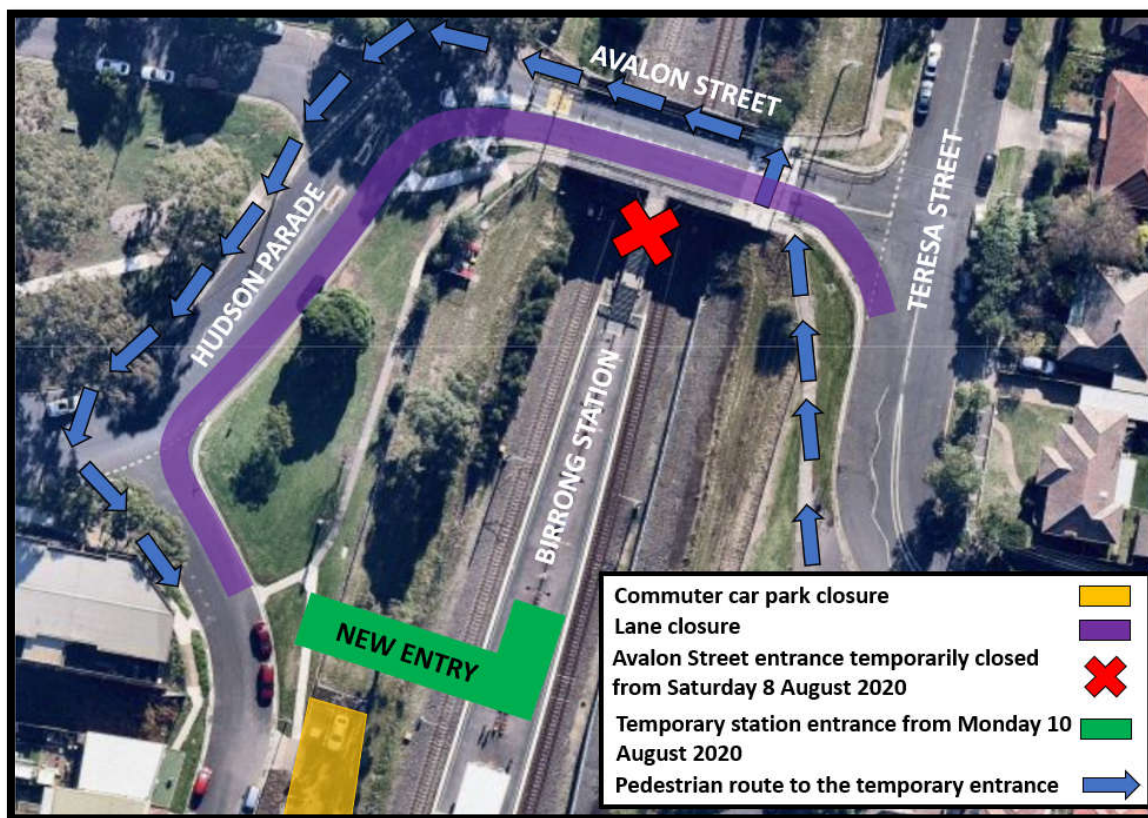 AVALON STREET
TERESA STREET
HUDSON PARADE
BIRRONG STATION
NEW ENTRY
Commuter car park closure
Lane closure
Avalon Street entrance temporarily closed
from Saturday 8 August 2020
Temporary station entrance from Monday 10
August 2020
Pedestrian route to the temporary entrance